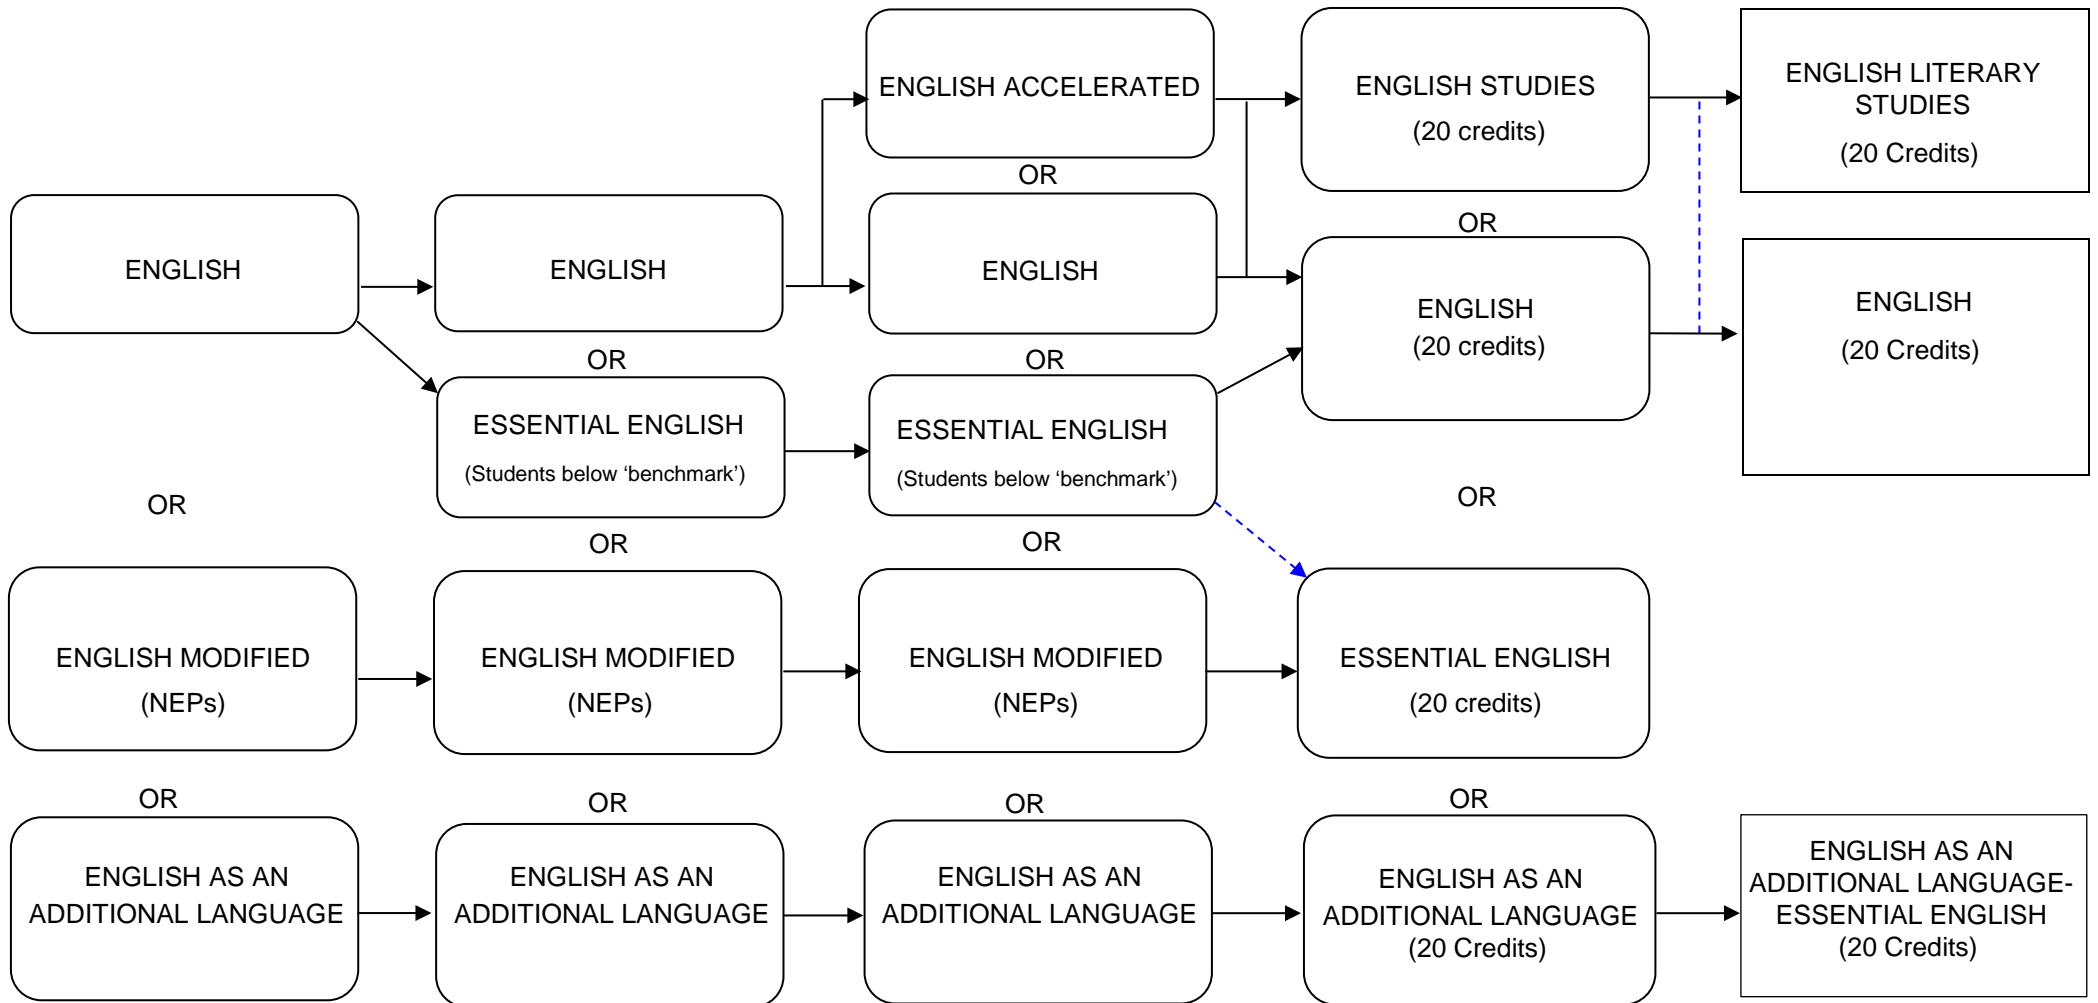 ENGLISH ACCELERATED
ENGLISH STUDIES
(20 credits)
ENGLISH LITERARY
STUDIES
(20 Credits)
OR
OR
ENGLISH
ENGLISH
ENGLISH
ENGLISH
(20 credits)
ENGLISH
(20 Credits)
OR
OR
ESSENTIAL ENGLISH
(Students below ‘benchmark’)
ESSENTIAL ENGLISH
(Students below ‘benchmark’)
OR
OR
OR
OR
ENGLISH MODIFIED
(NEPs)
ENGLISH MODIFIED
(NEPs)
ENGLISH MODIFIED
(NEPs)
ESSENTIAL ENGLISH
(20 credits)
OR
OR
OR
OR
ENGLISH AS AN
ADDITIONAL LANGUAGE
ENGLISH AS AN
ADDITIONAL LANGUAGE
ENGLISH AS AN
ADDITIONAL LANGUAGE
ENGLISH AS AN
ADDITIONAL LANGUAGE
(20 Credits)
ENGLISH AS AN
ADDITIONAL LANGUAGE-
ESSENTIAL ENGLISH
(20 Credits)